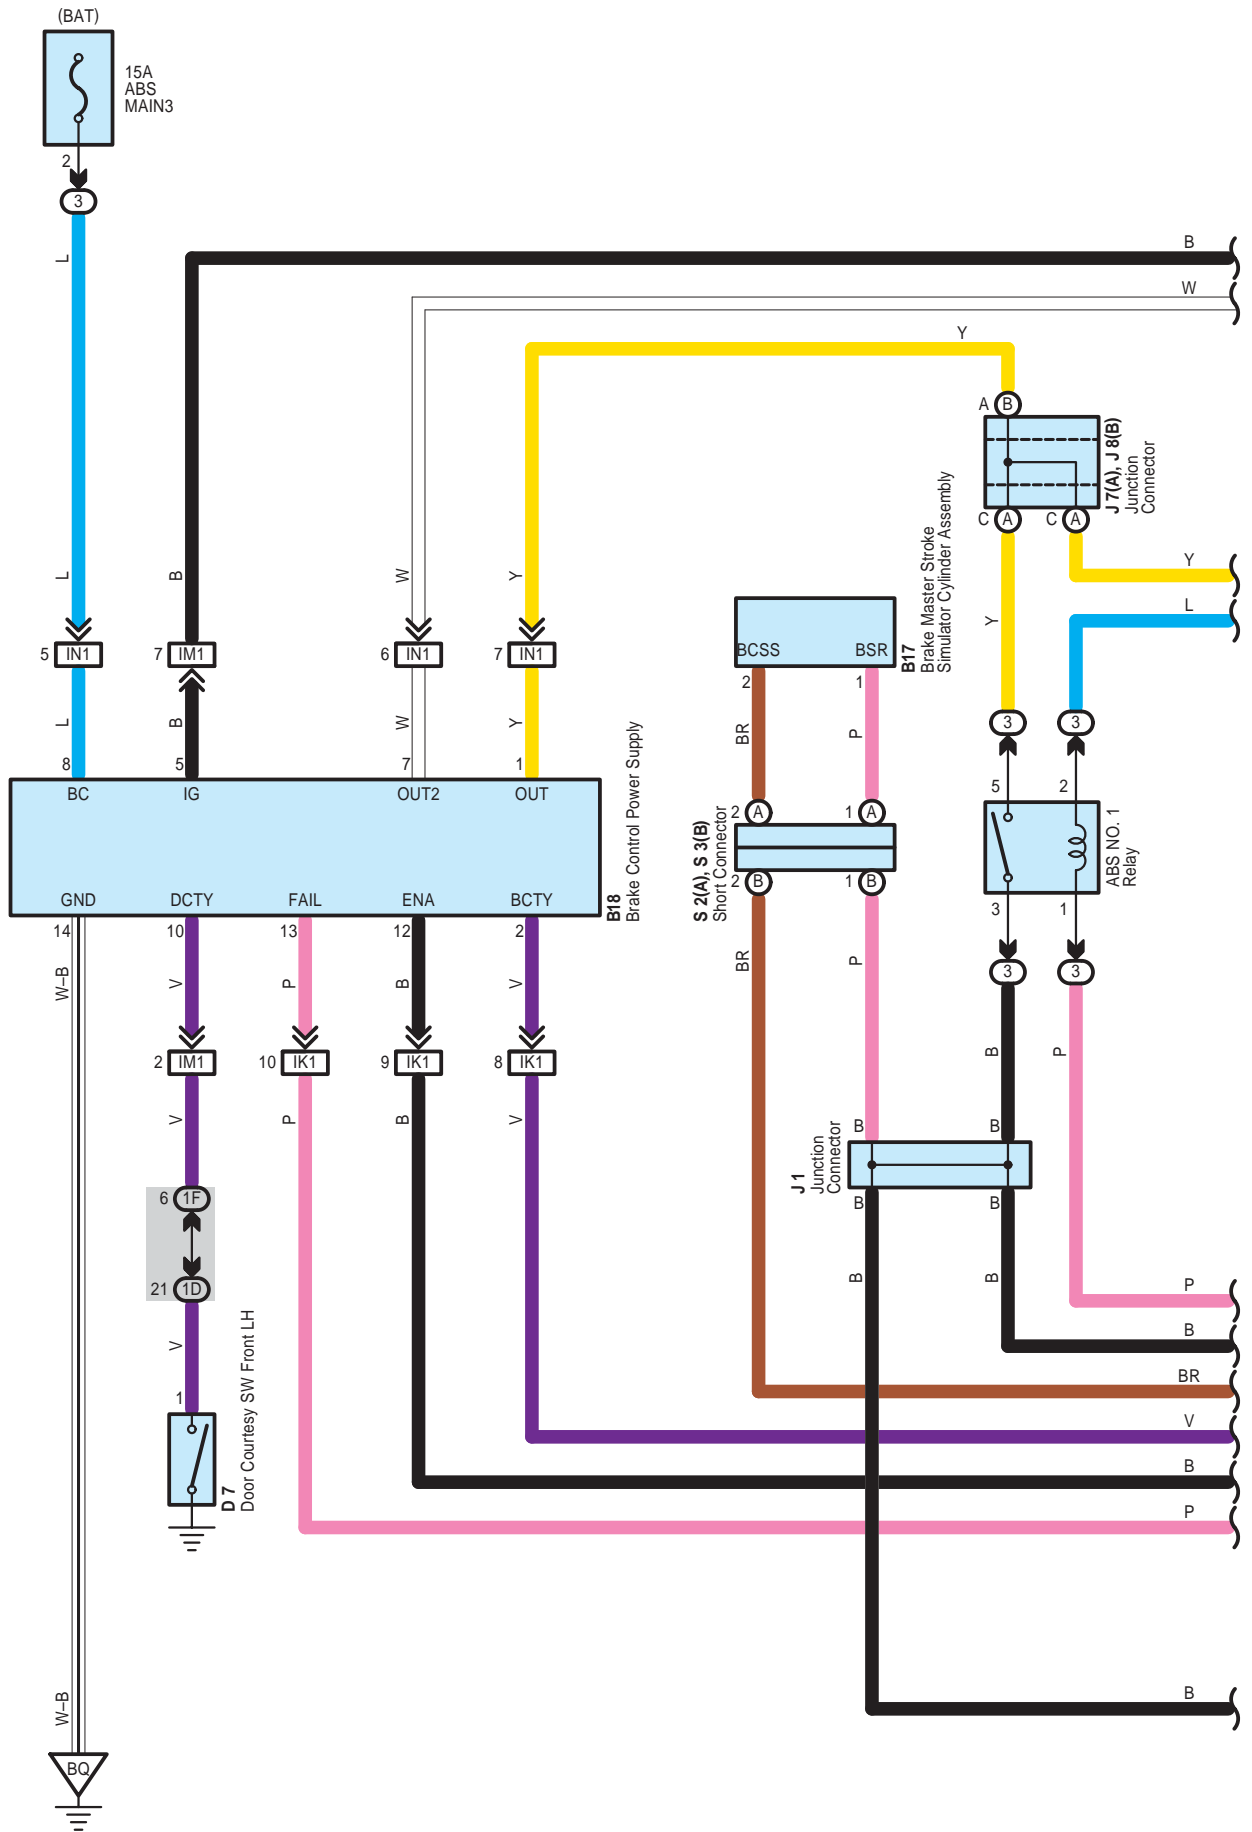 (BAT)
15A
ABS
MAIN3
2
3
L
B
W
Y
A B
J 7(A), J 8(B)
Junction
Connector
C A
C A
Y
L
L
B
W
Y
Y
5 IN1
7 IM1
6 IN1
7 IN1
BCSS
BSR
B17
Brake Master Stroke
Simulator Cylinder Assembly
2
1
L
B
W
Y
BR
P
3
3
8
5
7
1
BC
IG
OUT2
OUT
GND
DCTY
FAIL
ENA
BCTY
B18
Brake Control Power Supply
2 A
1 A
S 2(A), S 3(B)
Short Connector
2 B
1 B
5
2
ABS NO. 1
Relay
3
1
14
10
13
12
2
W–B
V
P
B
V
BR
P
3
3
2 IM1
10 IK1
9 IK1
8 IK1
B
P
V
P
B
V
B
B
J 1
Junction
Connector
B
B
6 1F
21 1D
B
B
P
V
B
1
D 7
Door Courtesy SW Front LH
BR
V
B
P
W–B
B
BQ